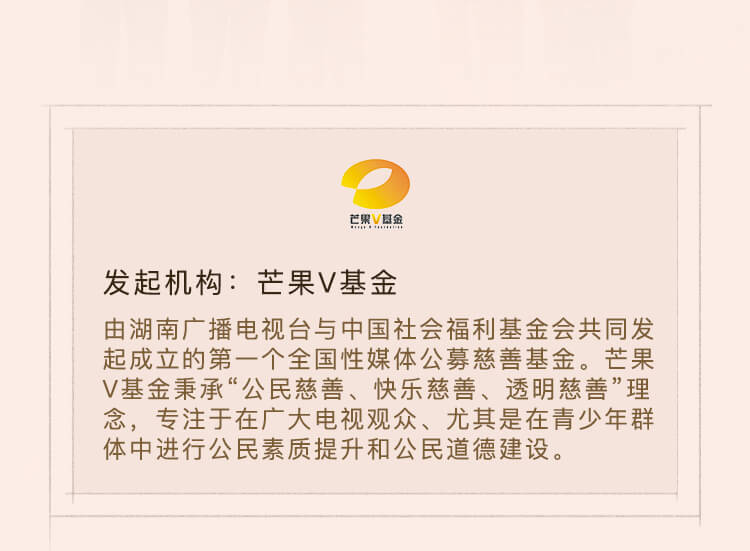 芒果V基金
Mango V Foundation
发起机构：芒果V基金
由湖南广播电视台与中国社会福利基金会共同发
起成立的第一个全国性媒体公募慈善基金。芒果
V基金秉承“公民慈善、快乐慈善、透明慈善”理
念，专注于在广大电视观众、尤其是在青少年群
体中进行公民素质提升和公民道德建设。